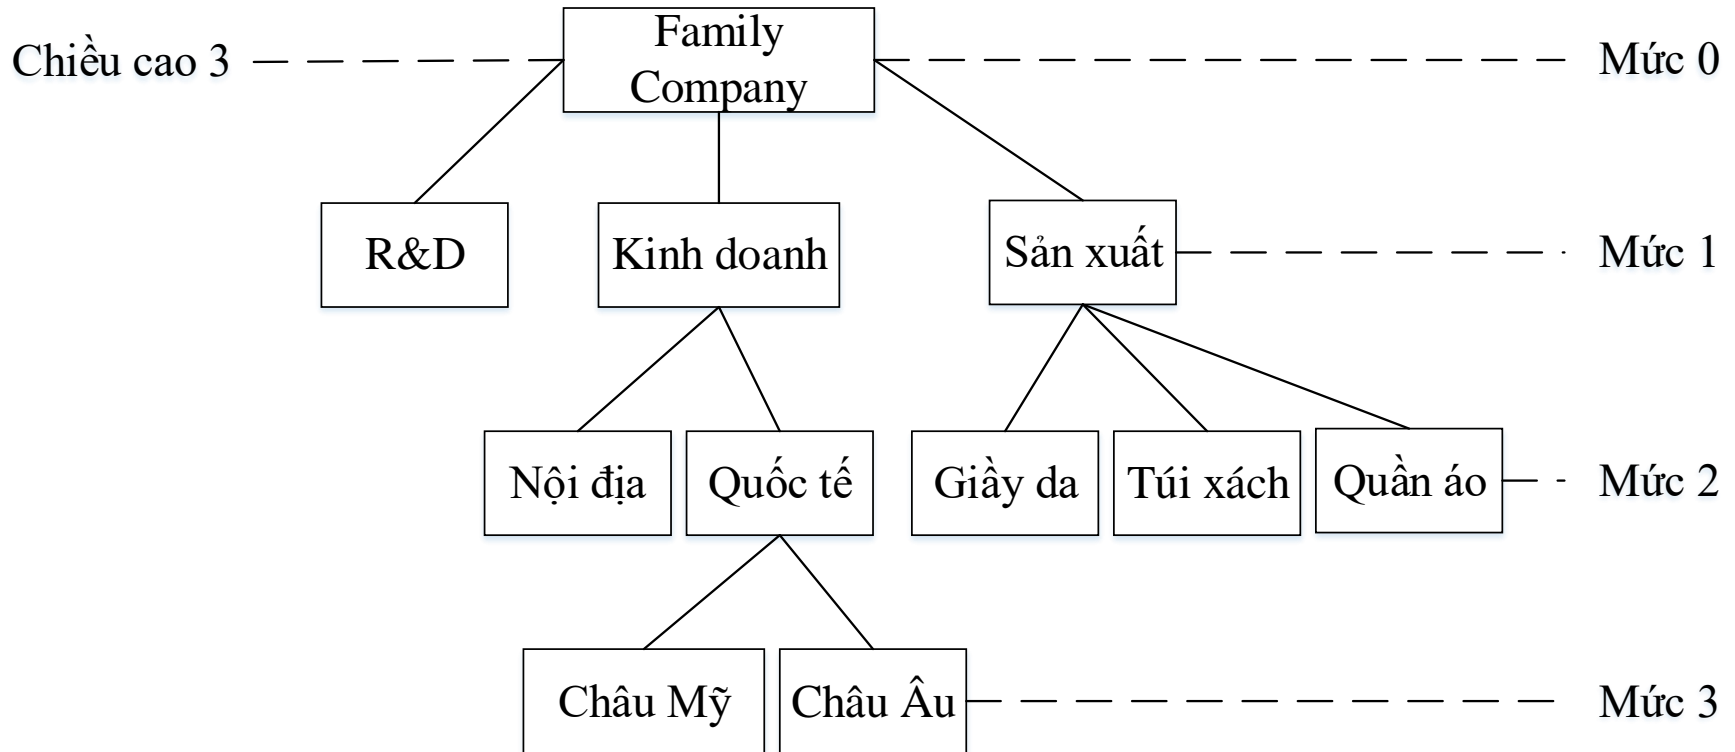 Family
Company
Chiều cao 3
Mức 0
R&D
Kinh doanh
Sản xuất
Mức 1
Nội địa
Quốc tế
Giầy da
Túi xách
Quần áo
Mức 2
Châu Mỹ
Châu Âu
Mức 3